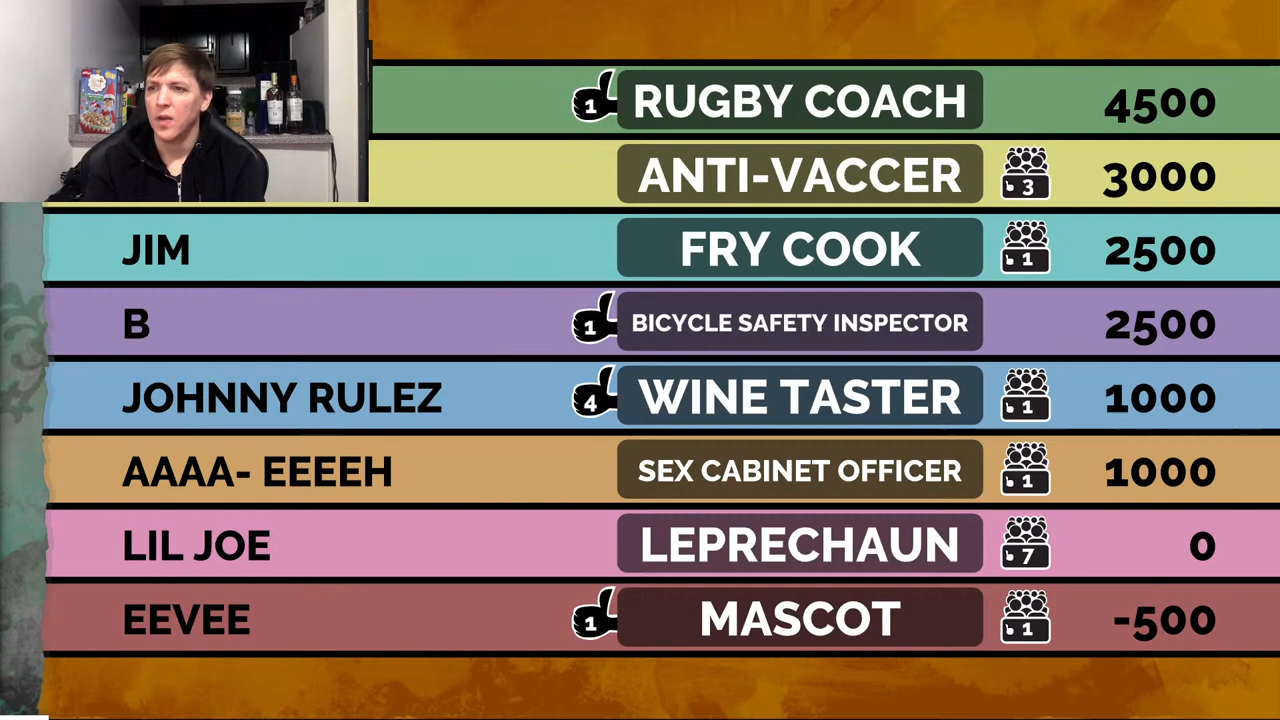 1 RUGBY COACH 4500
ANTI-VACCER 3 3000
JIM FRY COOK 1 2500
B 1 BICYCLE SAFETY INSPECTOR 2500
JOHNNY RULEZ 4 WINE TASTER 1 1000
AAAA- EEEEH SEX CABINET OFFICER 1 1000
LIL JOE LEPRECHAUN 7 0
EEVEE 1 MASCOT 1 -500